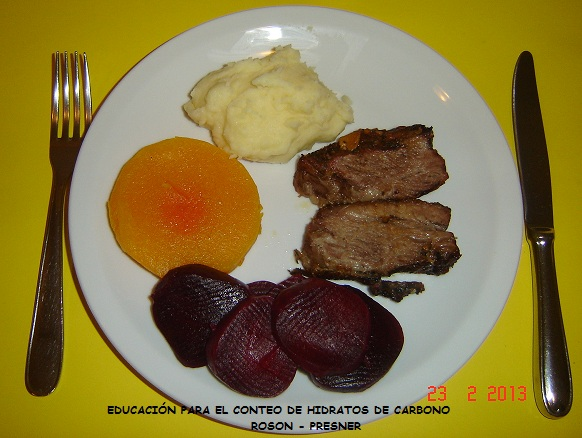 23 2 2013
EDUCACIÓN PARA EL CONTEO DE HIDRATOS DE CARBONO
ROSON - PRESNER